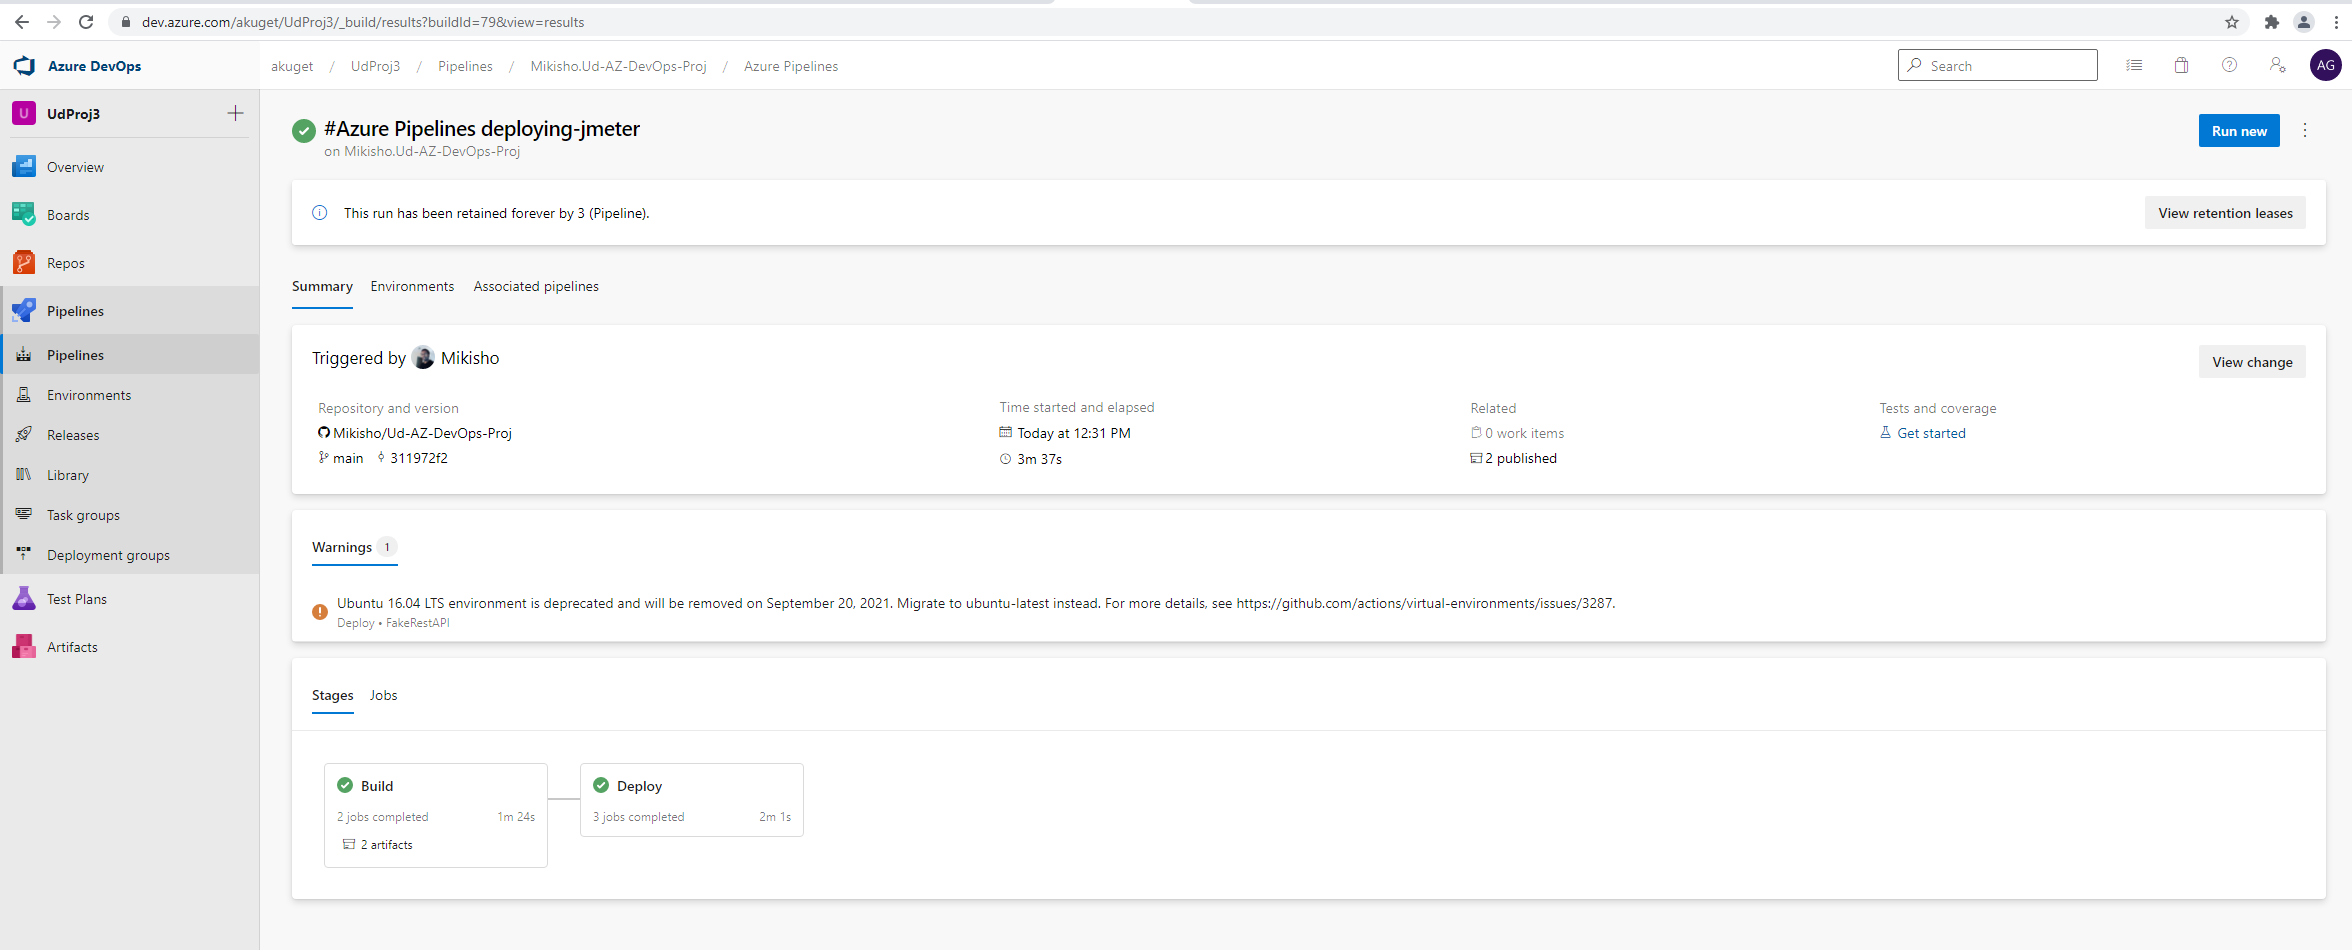 dev.azure.com/akuget/UdProj3/_build/results?buildId=79&view=results
Azure DevOps
akuget / UdProj3 / Pipelines / Mikisho.Ud-AZ-DevOps-Proj / Azure Pipelines
Search
AG
U UdProj3
Overview
Boards
Repos
Pipelines
Pipelines
Environments
Releases
Library
Task groups
Deployment groups
Test Plans
Artifacts
#Azure Pipelines deploying-jmeter
on Mikisho.Ud-AZ-DevOps-Proj
Run new
This run has been retained forever by 3 (Pipeline).
View retention leases
Summary Environments Associated pipelines
Triggered by Mikisho
View change
Repository and version
Mikisho/Ud-AZ-DevOps-Proj
main 311972f2
Time started and elapsed
Today at 12:31 PM
3m 37s
Related
0 work items
2 published
Tests and coverage
Get started
Warnings 1
Ubuntu 16.04 LTS environment is deprecated and will be removed on September 20, 2021. Migrate to ubuntu-latest instead. For more details, see https://github.com/actions/virtual-environments/issues/3287.
Deploy • FakeRestAPI
Stages Jobs
Build
2 jobs completed 1m 24s
2 artifacts
Deploy
3 jobs completed 2m 1s